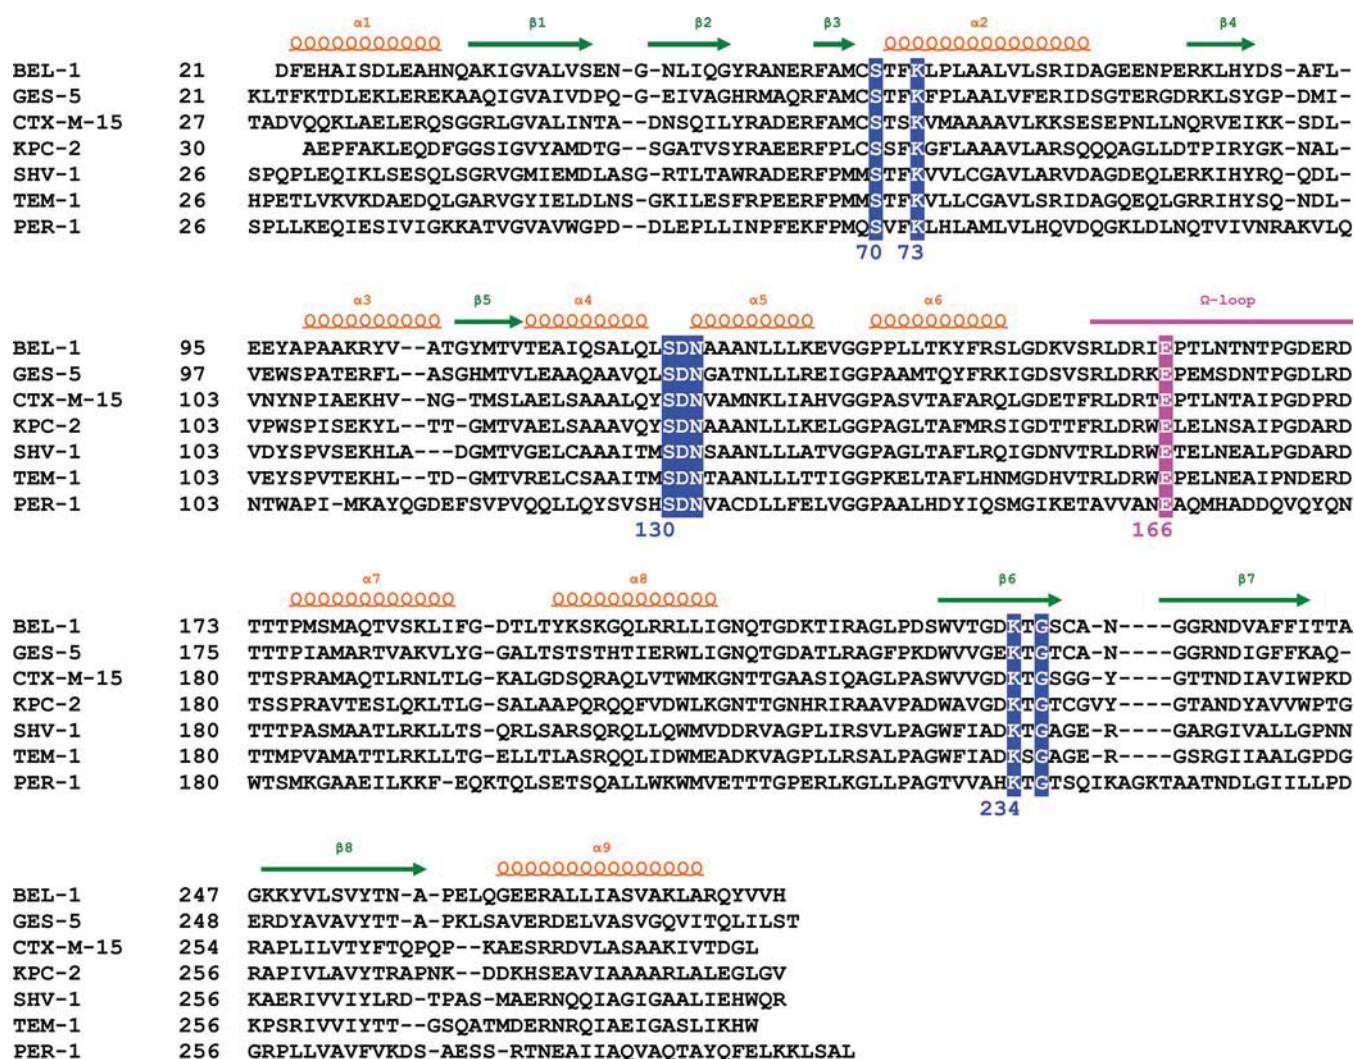 α1 β1 β2 β3 α2 β4
BEL-1 21 DFEHAISDLEAHNQAKIGVALVSEN-G-NLIQGYRANERFAMCSTFKLPLAALVLSRIDAGEENPERKLHYDS-AFL-
GES-5 21 KLTFKTDLEKLEREKAAQIGVAIVDPQ-G-EIVAGHRMAQRFAMCSTFKFPLAALVFERIDSGTERGDRKLSYGP-DMI-
CTX-M-15 27 TADVQQKLAELERQSGGRLGVALINTA--DNSQILYRADERFAMCSTSKVMAAAAVLKKSESEPNLLNQRVEIKK-SDL-
KPC-2 30 AEPFAKLEQDFGGSIGVYAMDTG--SGATVSYRAEERFPLCSSFKGFLAAAVLARSQQQAGLLDTPIRYGK-NAL-
SHV-1 26 SPQPLEQIKLSESQLSGRVGMIEMDLASG-RTLTAWRADERFPMMSTFKVVLCGAVLARVDAGDEQLERKIHYRQ-QDL-
TEM-1 26 HPETLVKVKDAEDQLGARVGYIELDLNS-GKILESFRPEERFPMMSTFKVLLCGAVLSRIDAGQEQLGRRIHYSQ-NDL-
PER-1 26 SPLLKEQIESIVIGKKATVGVAVWGPD--DLEPLLINPFEKFPMQSVFKLHLAMLVLHQVDQGKLDLNQTVIVNRAKVLQ
70 73
α3 β5 α4 α5 α6 Ω-loop
BEL-1 95 EEYAPAAKRYV--ATGYMTVTEAIQSALQLSDNAAANLLLKEVGGPPLLTKYFRSLGDKVSRLDRIEPTLNTNTPGDERD
GES-5 97 VEWSPATERFL--ASGHMTVLEAAQAAVQLSDNGATNLLLREIGGPAAMTQYFRKIGDSVSRLDRKEPEMSDNTPGDLRD
CTX-M-15 103 VNYNPIAEKHV--NG-TMSLAELSAAALQYSDNVAMNKLIAHVGGPASVTAFARQLGDETFRLDRTEPTLNTAIPGDPRD
KPC-2 103 VPWSPISEKYL--TT-GMTVAELSAAAVQYSDNAAANLLLKELGGPAGLTAFMRSIGDTTFRLDRWELELNSAIPGDARD
SHV-1 103 VDYSPVSEKHLA---DGMTVGELCAAAITMSDNSAANLLLATVGGPAGLTAFLRQIGDNVTRLDRWETELNEALPGDARD
TEM-1 103 VEYSPVTEKHL--TD-GMTVRELCSAAITMSDNTAANLLLTTIGGPKELTAFLHNMGDHVTRLDRWEPELNEAIPNDERD
PER-1 103 NTWAPI-MKAYQGDEFSVPVQQLLQYSVSHSDNVACDLLFELVGGPAALHDYIQSMGIKETAVVANEAQMHADDQVQYQN
130 166
α7 α8 β6 β7
BEL-1 173 TTTPMSMAQTVSKLIFG-DTLTYKSKGQLRRLLIGNQTGDKTIRAGLPDSWVTGDKTGSCA-N----GGRNDVAFFITTA
GES-5 175 TTTPIAMARTVAKVLYG-GALTSTSTHTIERWLIGNQTGDATLRAGFPKDWVVGEKTGTCA-N----GGRNDIGFFKAQ-
CTX-M-15 180 TTSPRAMAQTLRNLTLG-KALGDSQRAQLVTWMKGNTTGAASIQAGLPASWVVGDKTGSGG-Y----GTTNDIAVIWPKD
KPC-2 180 TSSPRAVTESLQKLTLG-SALAAPQRQQFVDWLKGNTTGNHRIRAAVPADWAVGDKTGTCGVY----GTANDYAVVWPTG
SHV-1 180 TTTPASMAATLRKLLTS-QRLSARSQRQLLQWMVDDRVAGPLIRSVLPAGWFIADKTGAGER-----GARGIVALLGPNN
TEM-1 180 TTMPVAMATTLRKLLTG-ELLTLASRQQLIDWMEADKVAGPLLRSALPAGWFIADKSGAGE-R----GSRGIIAALGPDG
PER-1 180 WTSMKGAAEILKKF-EQKTQLSETSQALLWKWMVETTTGPERLKGLLPAGTVVAHKTGTSQIKAGKTAATNDLGIILLPD
234
β8 α9
BEL-1 247 GKKYVLSVYTN-A-PELQGEERALLIASVAKLARQYVVH
GES-5 248 ERDYAVAVYTT-A-PKLSAVERDELVASVGQVITQLILST
CTX-M-15 254 RAPLILVTYFTQPQP--KAESRRDVLASAAKIVTDGL
KPC-2 256 RAPIVLAVYTRAPNK--DDKHSEAVIAAAARLALEGLGV
SHV-1 256 KAERIVVIYLRD-TPAS-MAERNQQIAGIGAALIEHWQR
TEM-1 256 KPSRIVVIYTT--GSQATMDERNRQIAEIGASLIKHW
PER-1 256 GRPLLVAVFVKDS-AESS-RTNEAIIAQVAQTAYQFELKKLSAL